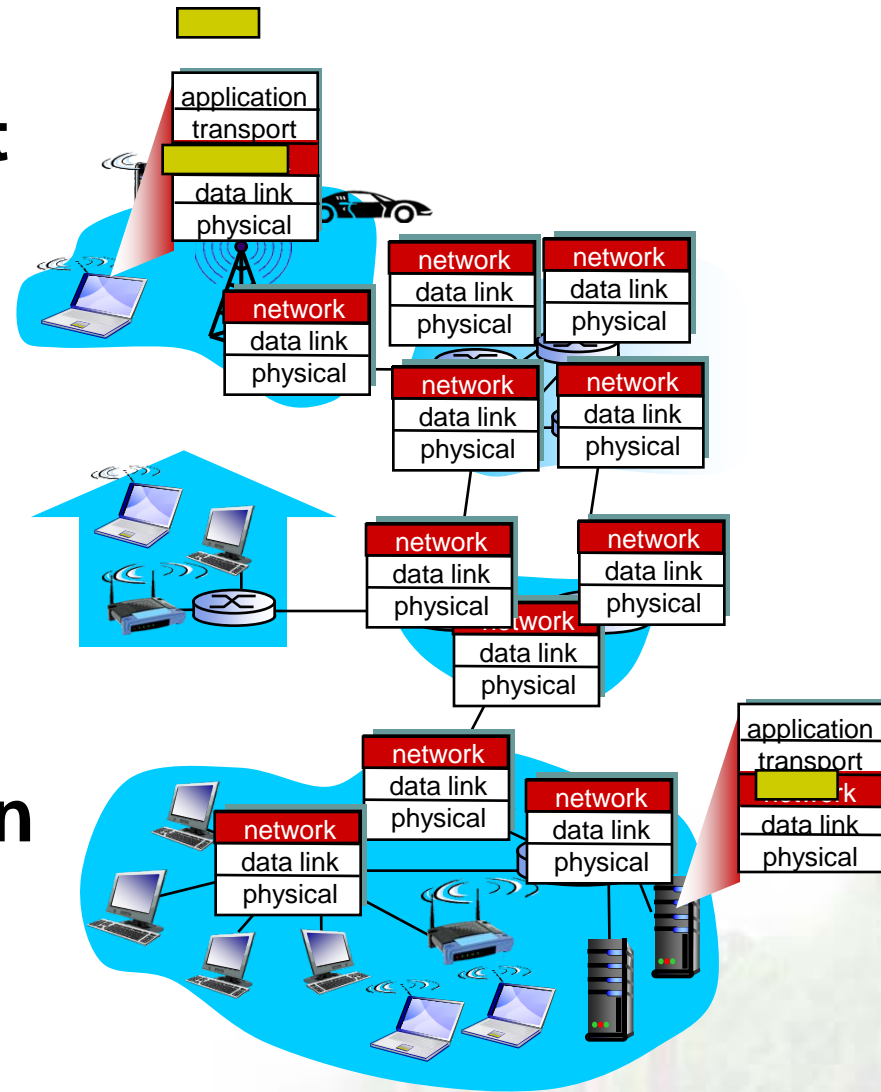 t
application
transport
data link
physical
network
data link
physical
network
data link
physical
network
data link
physical
network
data link
physical
network
data link
physical
network
data link
physical
network
data link
physical
network
data link
physical
application
transport
network
data link
physical
network
data link
physical
n
network
data link
physical
network
data link
physical